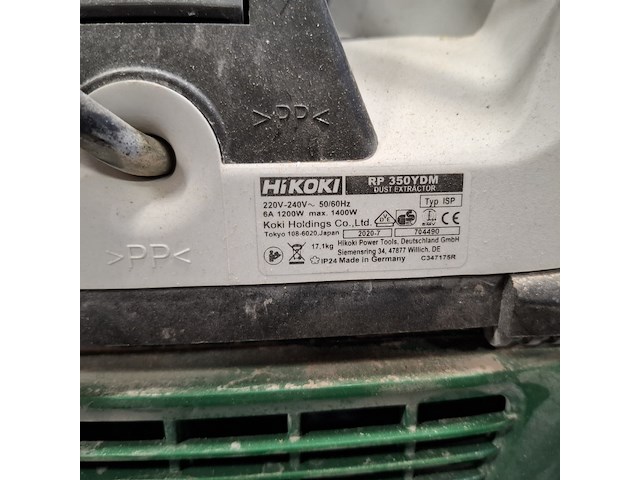 >PP<
HiKOKI RP 350YDM
DUST EXTRACTOR
220V-240V~ 50/60Hz Typ ISP
6A 1200W max. 1400W
Koki Holdings Co.,Ltd.
Tokyo 108-6020,Japan 2020-7 704490
17,1kg Hikoki Power Tools, Deutschland GmbH
Siemensring 34, 47877 Willich, DE
IP24 Made in Germany C347175R
>PP<